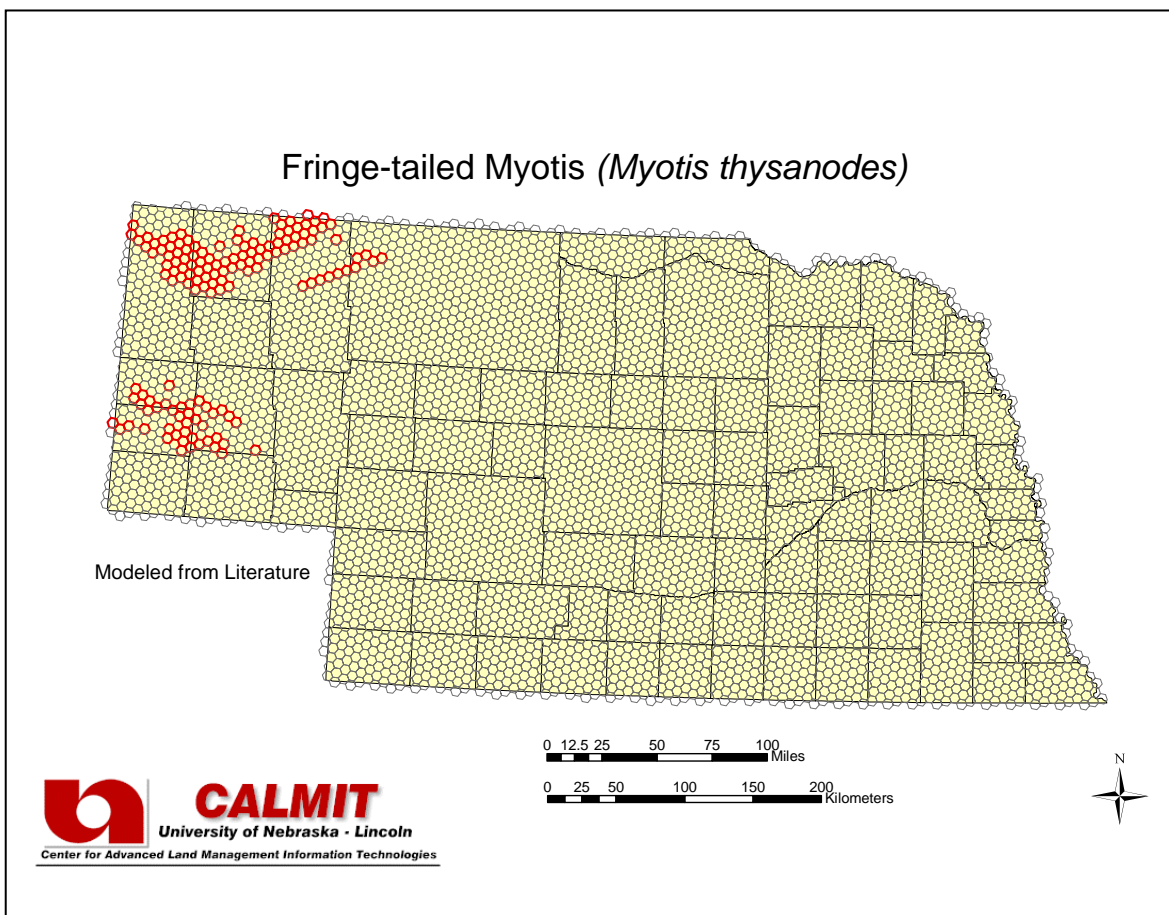 Fringe-tailed Myotis (Myotis thysanodes)
Modeled from Literature
0 12.5 25 50 75 100
Miles
0 25 50 100 150 200
Kilometers
N
CALMIT
University of Nebraska - Lincoln
Center for Advanced Land Management Information Technologies